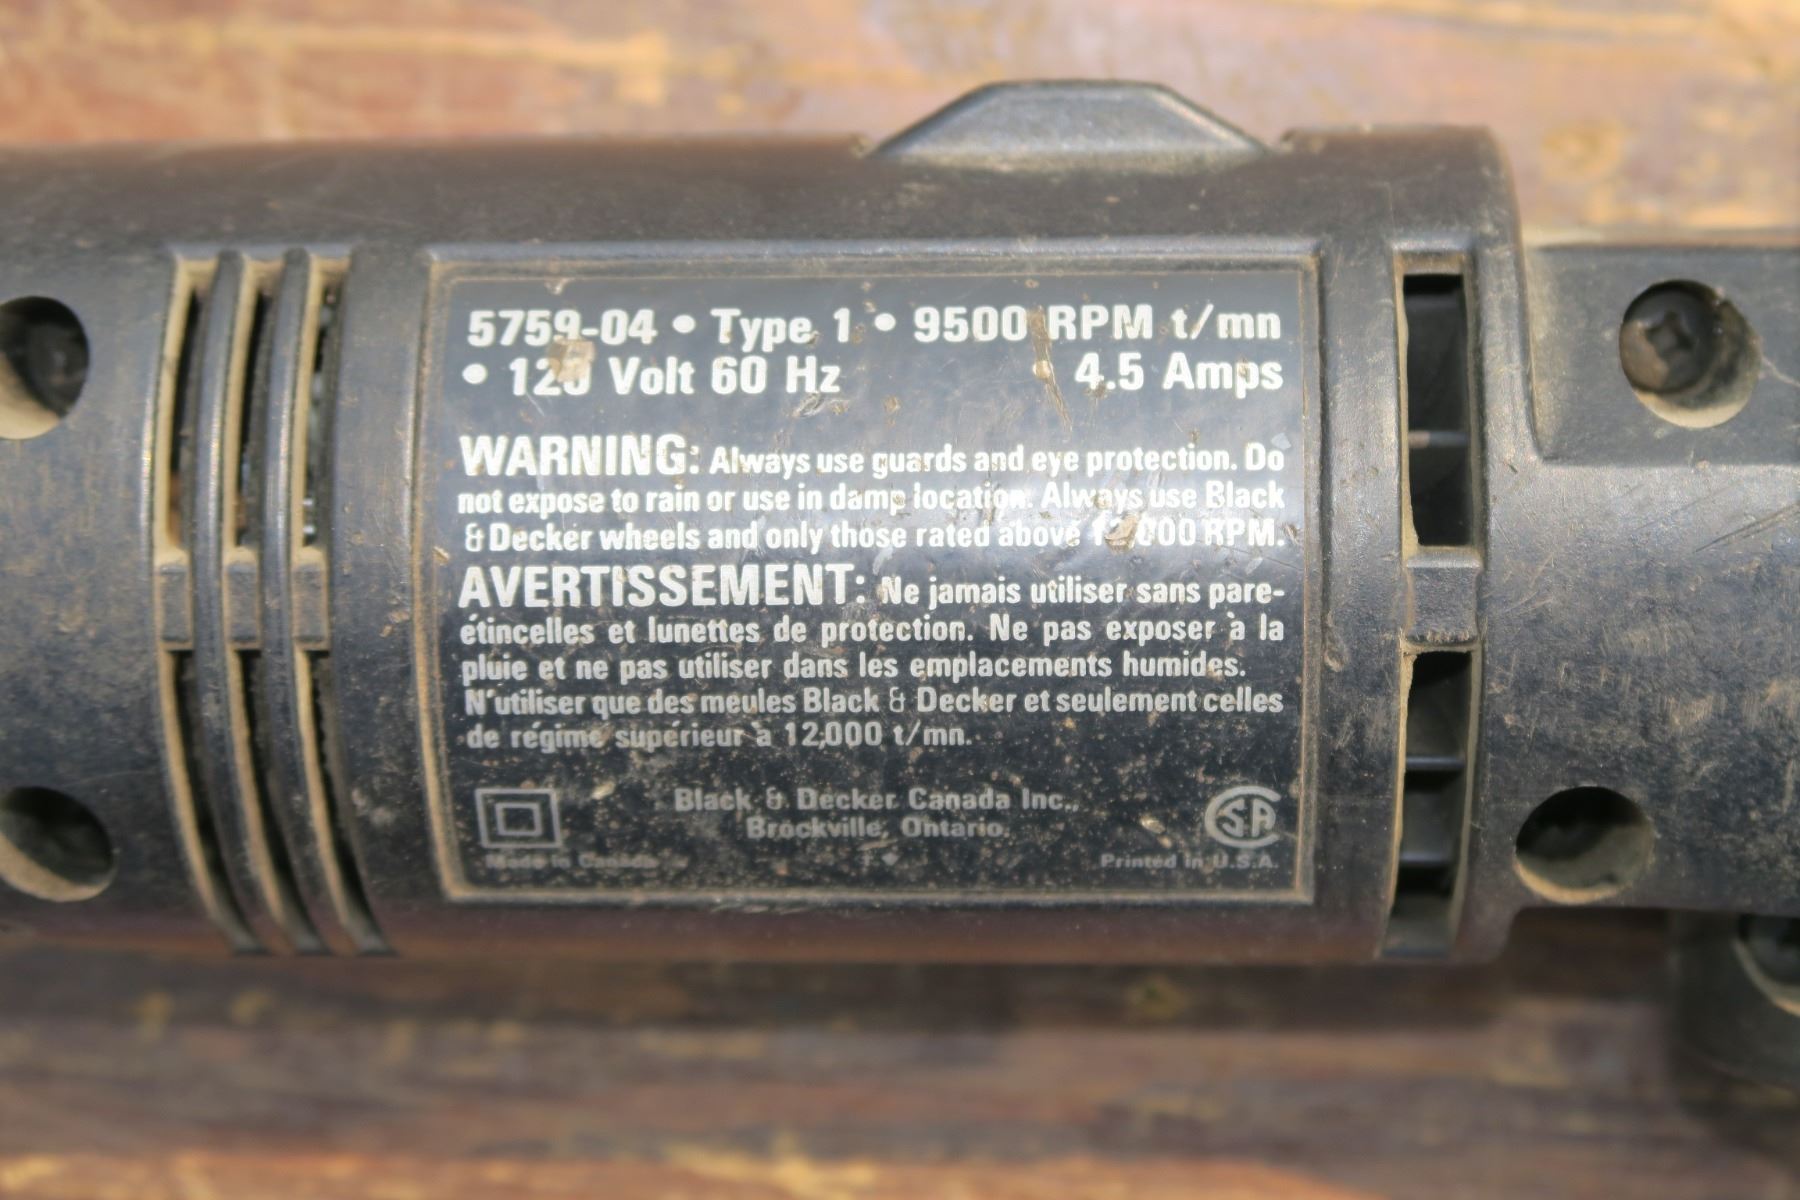 5759-04 • Type 1 • 9500 RPM t/mn
• 120 Volt 60 Hz 4.5 Amps
WARNING: Always use guards and eye protection. Do
not expose to rain or use in damp location. Always use Black
& Decker wheels and only those rated above 12,000 RPM.
AVERTISSEMENT: Ne jamais utiliser sans pare-
étincelles et lunettes de protection. Ne pas exposer à la
pluie et ne pas utiliser dans les emplacements humides.
N'utiliser que des meules Black & Decker et seulement celles
de régime supérieur à 12,000 t/mn.
Black & Decker Canada Inc.,
Brockville, Ontario.
Made in Canada
Printed in U.S.A.